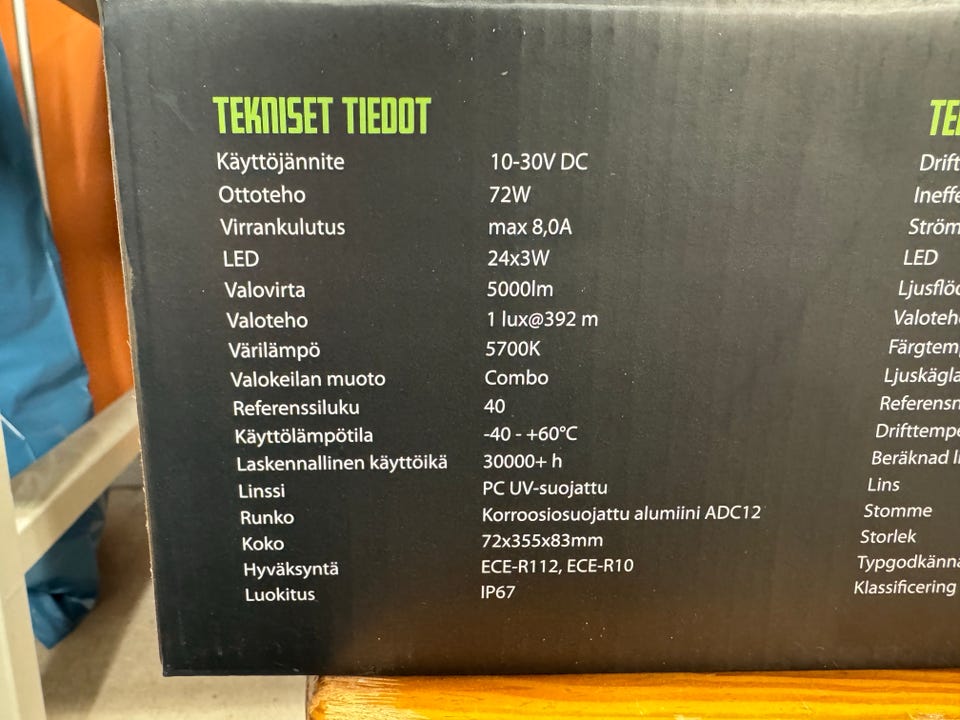 TEKNISET TIEDOT
Käyttöjännite 10-30V DC
Ottoteho 72W
Virrankulutus max 8,0A
LED 24x3W
Valovirta 5000lm
Valoteho 1 lux@392 m
Värilämpö 5700K
Valokeilan muoto Combo
Referenssiluku 40
Käyttölämpötila -40 - +60°C
Laskennallinen käyttöikä 30000+ h
Linssi PC UV-suojattu
Runko Korroosiosuojattu alumiini ADC12
Koko 72x355x83mm
Hyväksyntä ECE-R112, ECE-R10
Luokitus IP67
LED
Lins
Stomme
Storlek
Klassificering